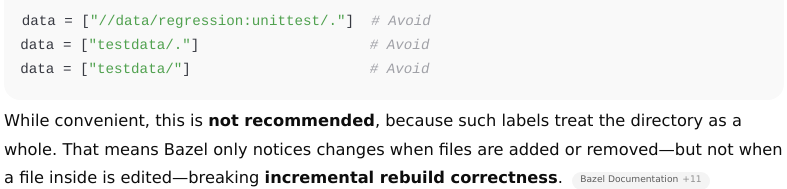 data = ["//data/regression:unittest/."]  # Avoid
data = ["testdata/."]                    # Avoid
data = ["testdata/"]                     # Avoid
While convenient, this is not recommended, because such labels treat the directory as a
whole. That means Bazel only notices changes when files are added or removed—but not when
a file inside is edited—breaking incremental rebuild correctness. Bazel Documentation +11